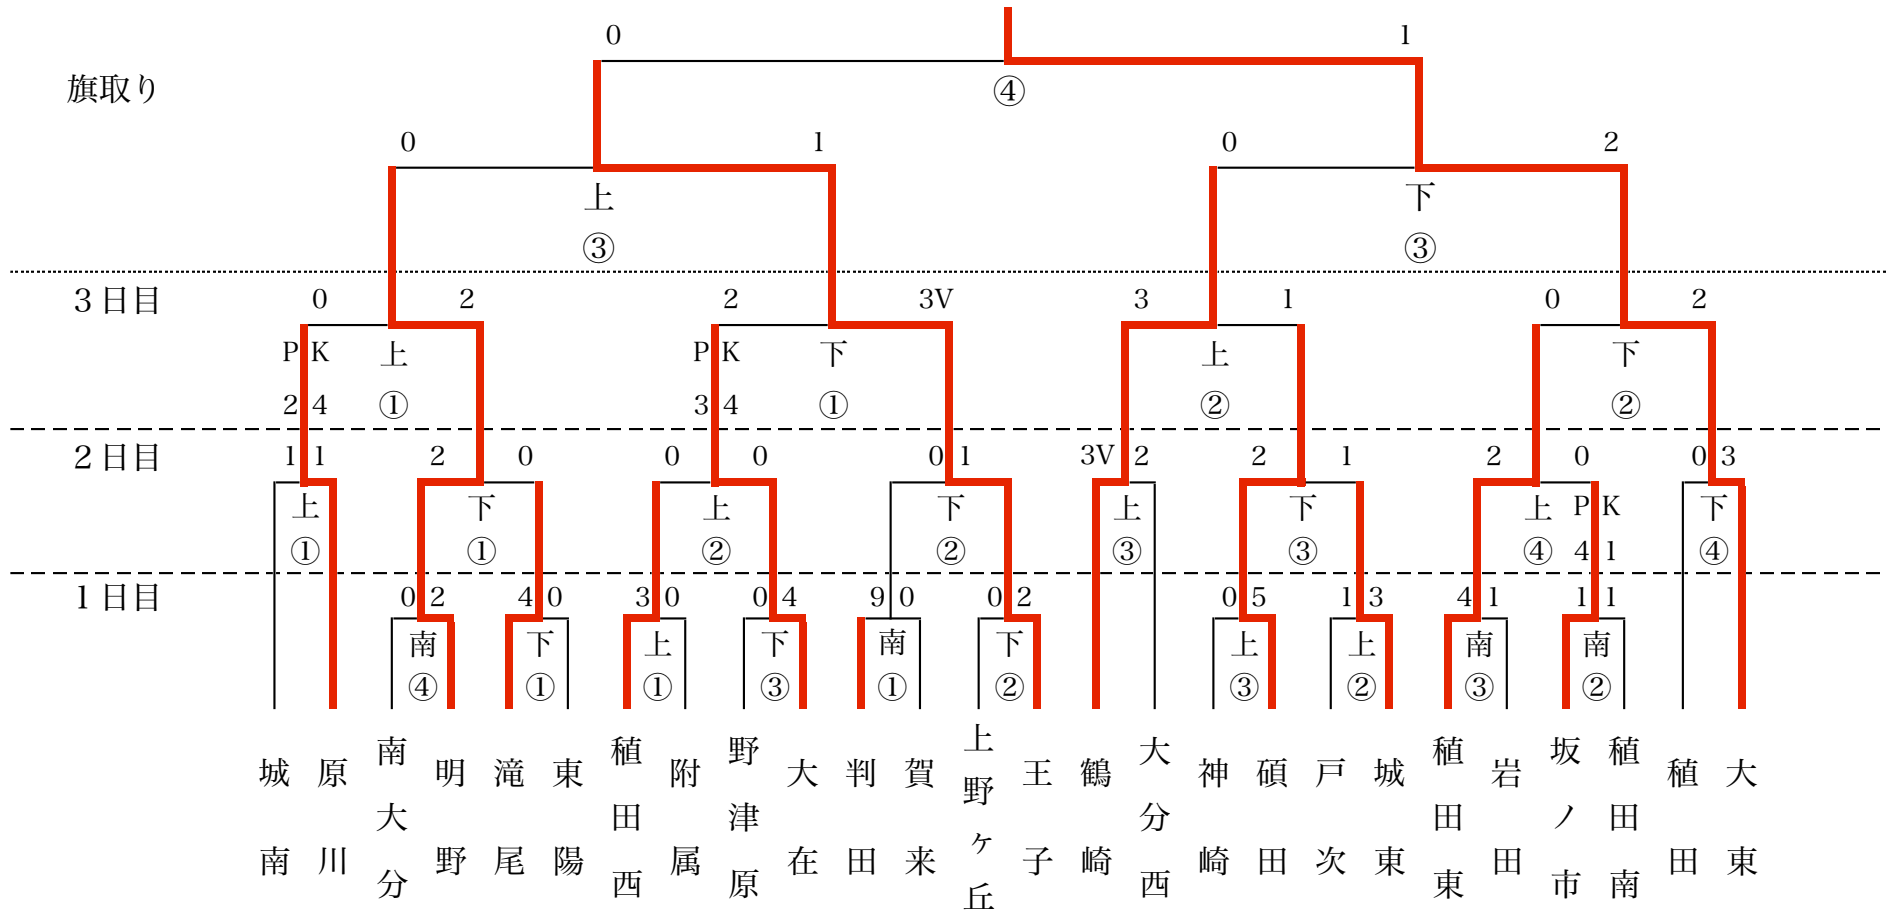 0 1
旗取り ④
0 1 0 2
上 下
③ ③
3日目 0 2 2 3V 3 1 0 2
PK 上 PK 下 上 下
2 4 ① 3 4 ① ② ②
2日目 1 1 2 0 0 0 0 1 3V 2 2 1 2 0 0 3
上 下 上 下 上 下 上 PK 下
① ① ② ② ③ ③ ④ 4 1 ④
1日目 0 2 4 0 3 0 0 4 9 0 0 2 0 5 1 3 4 1 1 1
南 下 上 下 南 下 上 上 南 南
④ ① ① ③ ① ② ③ ② ③ ②
城南
原川
南大分
明野
滝尾
東陽
稙田西
附属
野津原
大在
判田
賀来
上野ヶ丘
王子
鶴崎
大分西
神崎
碩田
戸次
城東
稙田東
岩田
坂ノ市
稙田南
稙田
大東